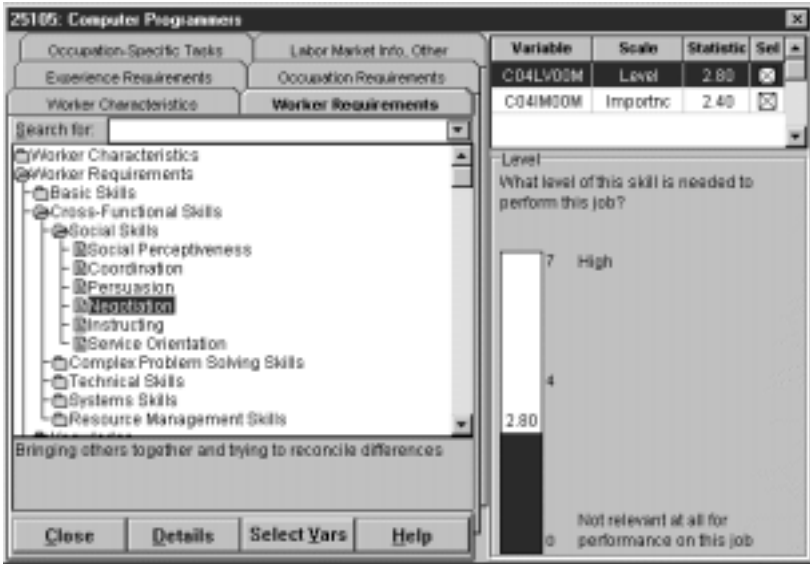 25105: Computer Programmers
Occupation-Specific Tasks
Labor Market Info, Other
Experience Requirements
Occupation Requirements
Worker Characteristics
Worker Requirements
Search for:
Worker Characteristics
Worker Requirements
Basic Skills
Cross-Functional Skills
Social Skills
Social Perceptiveness
Coordination
Persuasion
Negotiation
Instructing
Service Orientation
Complex Problem Solving Skills
Technical Skills
Systems Skills
Resource Management Skills
Bringing others together and trying to reconcile differences
Close Details Select Vars Help
Variable Scale Statistic Sel
C04LV00M Level 2.80
C04IM00M Importnc 2.40
Level
What level of this skill is needed to
perform this job?
7 High
4
2.80
Not relevant at all for
0 performance on this job